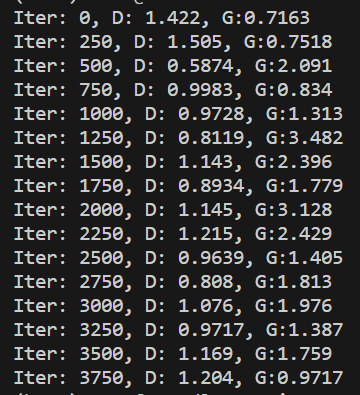 Iter: 0, D: 1.422, G:0.7163
Iter: 250, D: 1.505, G:0.7518
Iter: 500, D: 0.5874, G:2.091
Iter: 750, D: 0.9983, G:0.834
Iter: 1000, D: 0.9728, G:1.313
Iter: 1250, D: 0.8119, G:3.482
Iter: 1500, D: 1.143, G:2.396
Iter: 1750, D: 0.8934, G:1.779
Iter: 2000, D: 1.145, G:3.128
Iter: 2250, D: 1.215, G:2.429
Iter: 2500, D: 0.9639, G:1.405
Iter: 2750, D: 0.808, G:1.813
Iter: 3000, D: 1.076, G:1.976
Iter: 3250, D: 0.9717, G:1.387
Iter: 3500, D: 1.169, G:1.759
Iter: 3750, D: 1.204, G:0.9717